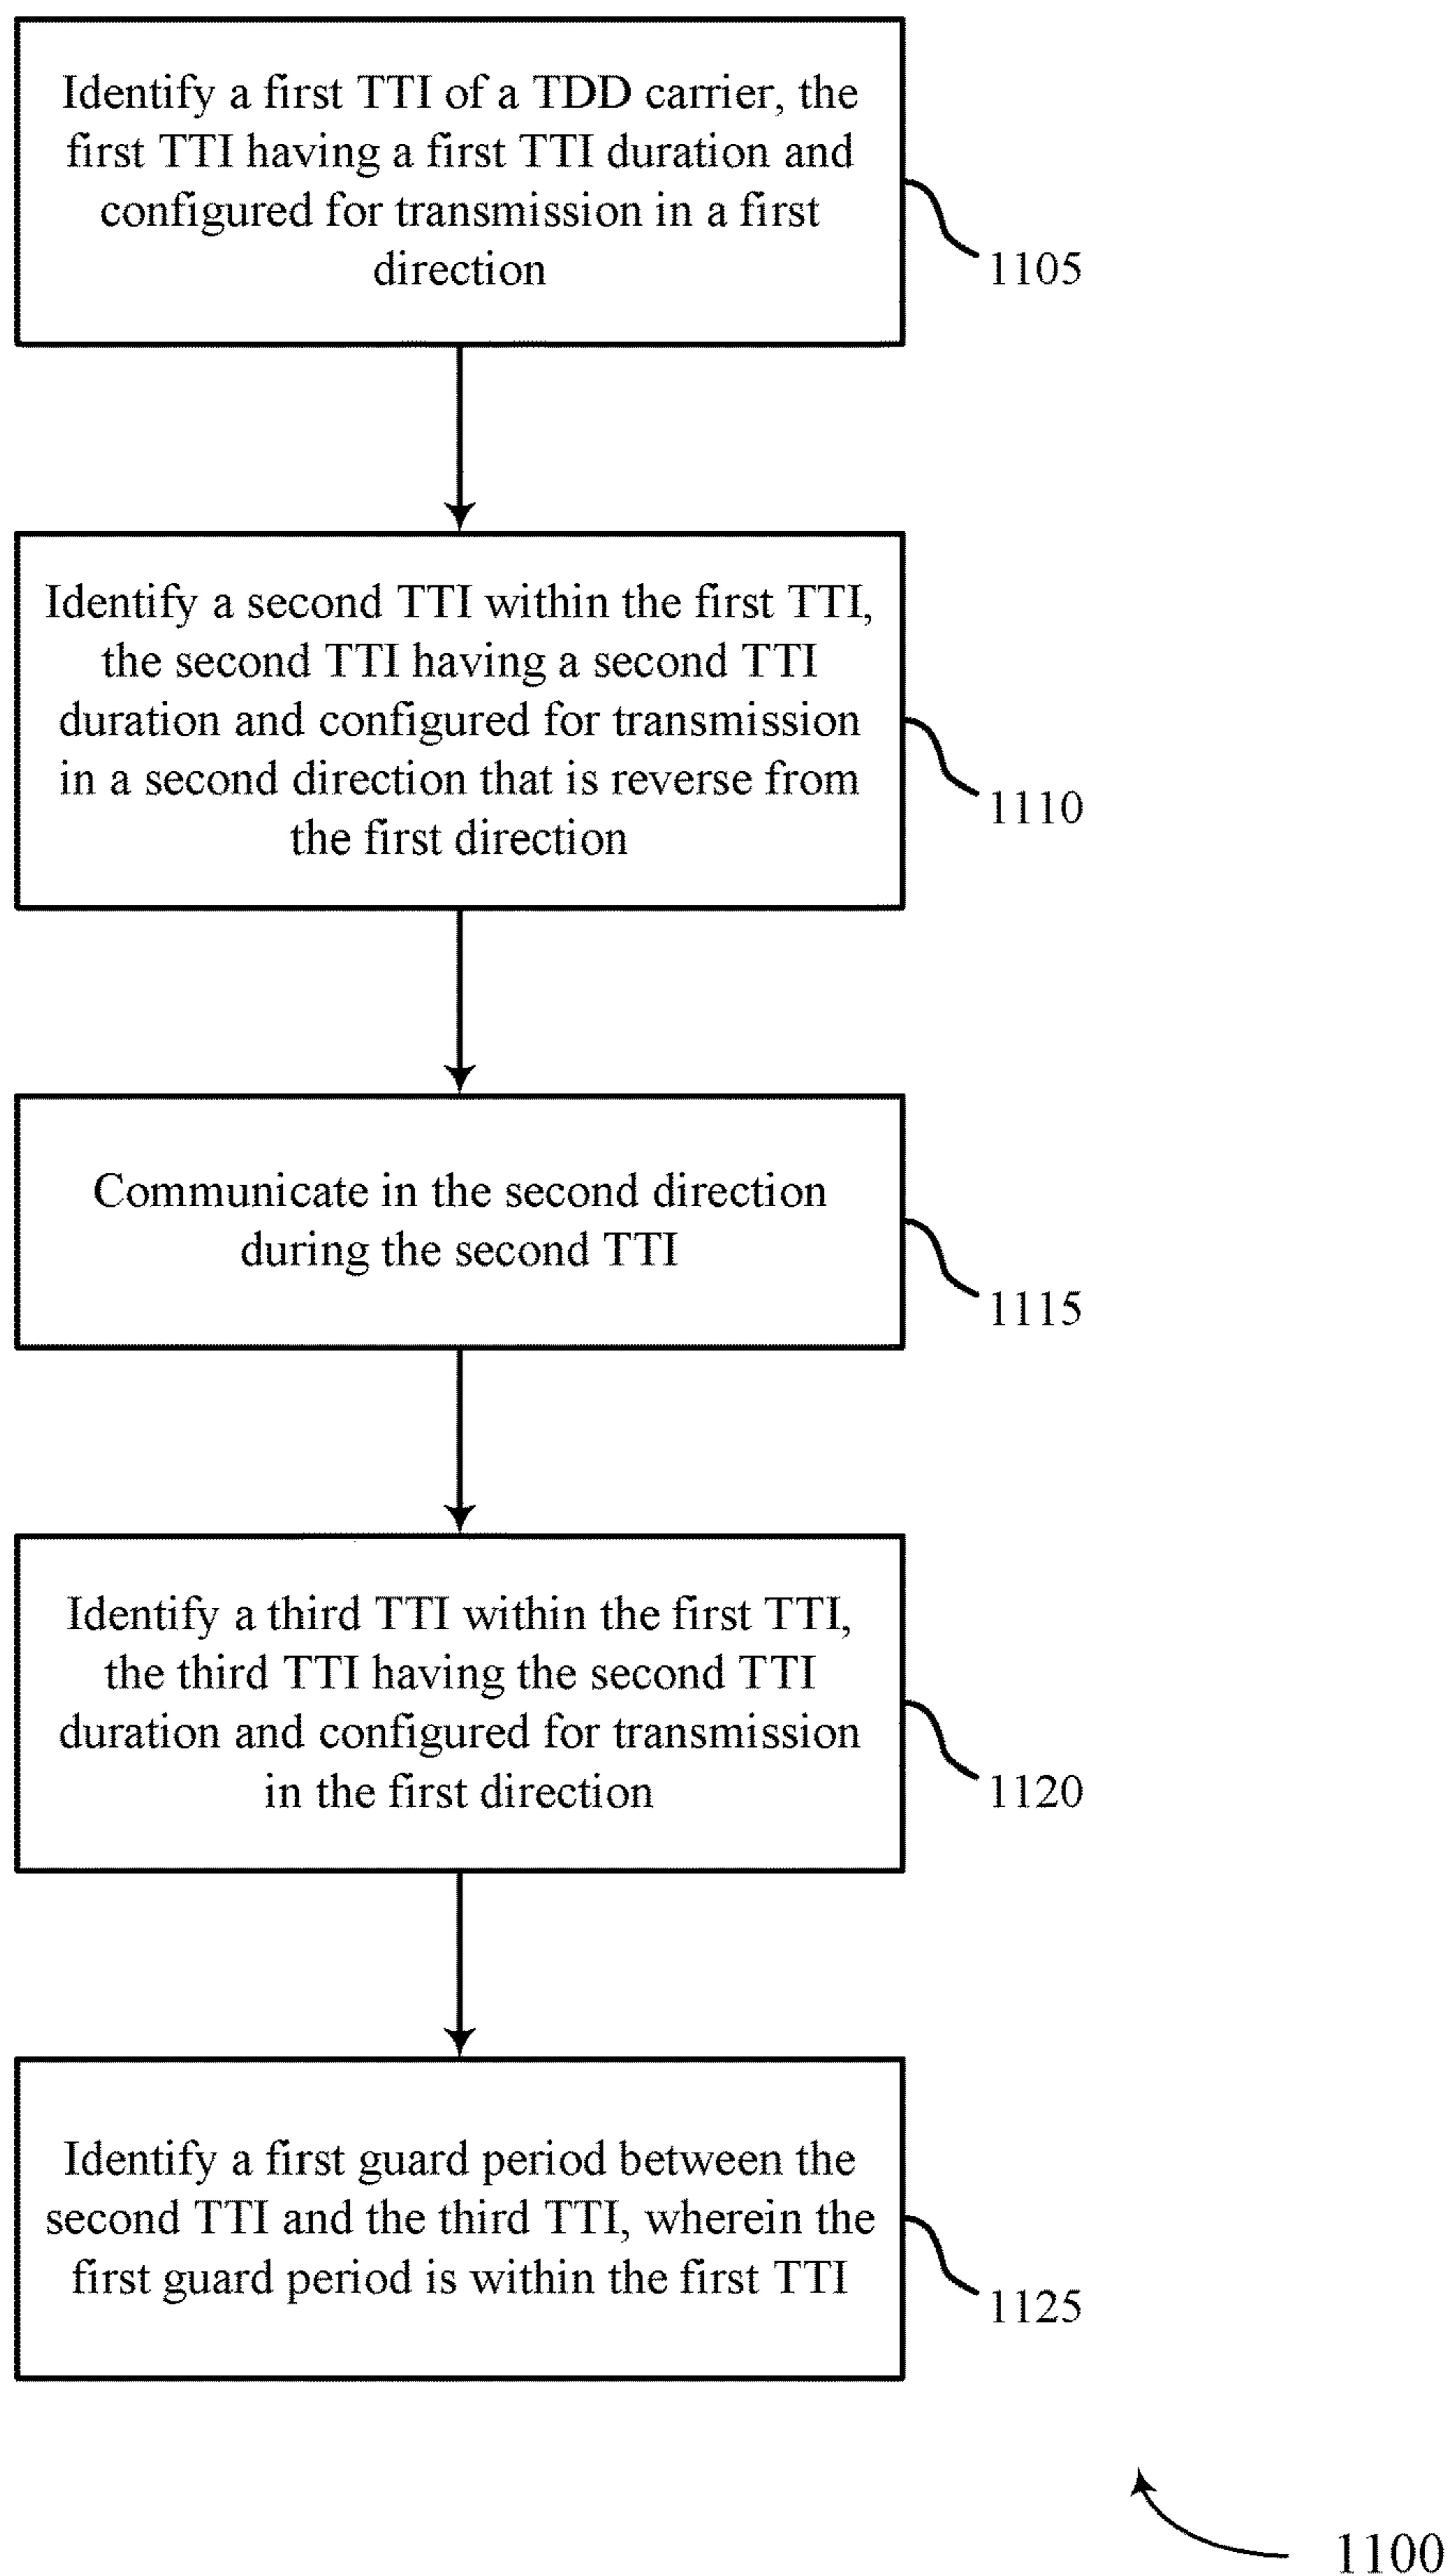 Identify a first TTI of a TDD carrier, the
first TTI having a first TTI duration and
configured for transmission in a first
direction
1105
Identify a second TTI within the first TTI,
the second TTI having a second TTI
duration and configured for transmission
in a second direction that is reverse from
the first direction
1110
Communicate in the second direction
during the second TTI
1115
Identify a third TTI within the first TTI,
the third TTI having the second TTI
duration and configured for transmission
in the first direction
1120
Identify a first guard period between the
second TTI and the third TTI, wherein the
first guard period is within the first TTI
1125
1100